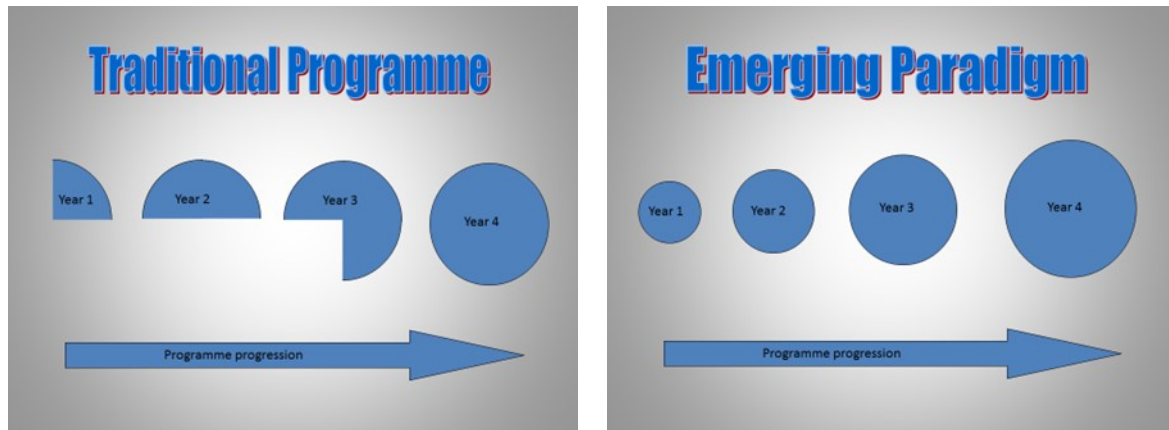 Traditional Programme
Year 1
Year 2
Year 3
Year 4
Programme progression
Emerging Paradigm
Year 1
Year 2
Year 3
Year 4
Programme progression